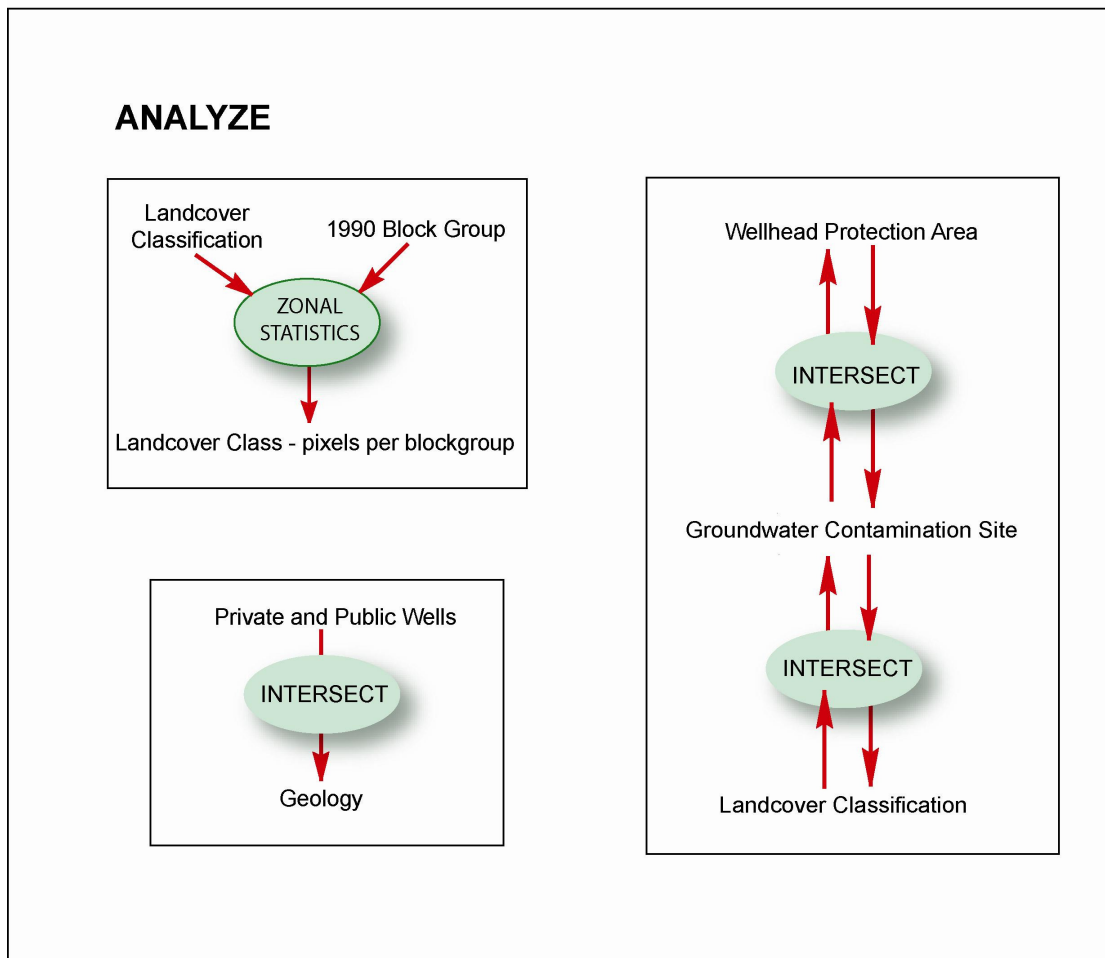 ANALYZE
Landcover
Classification
1990 Block Group
ZONAL
STATISTICS
Landcover Class - pixels per blockgroup
Private and Public Wells
INTERSECT
Geology
Wellhead Protection Area
INTERSECT
Groundwater Contamination Site
INTERSECT
Landcover Classification